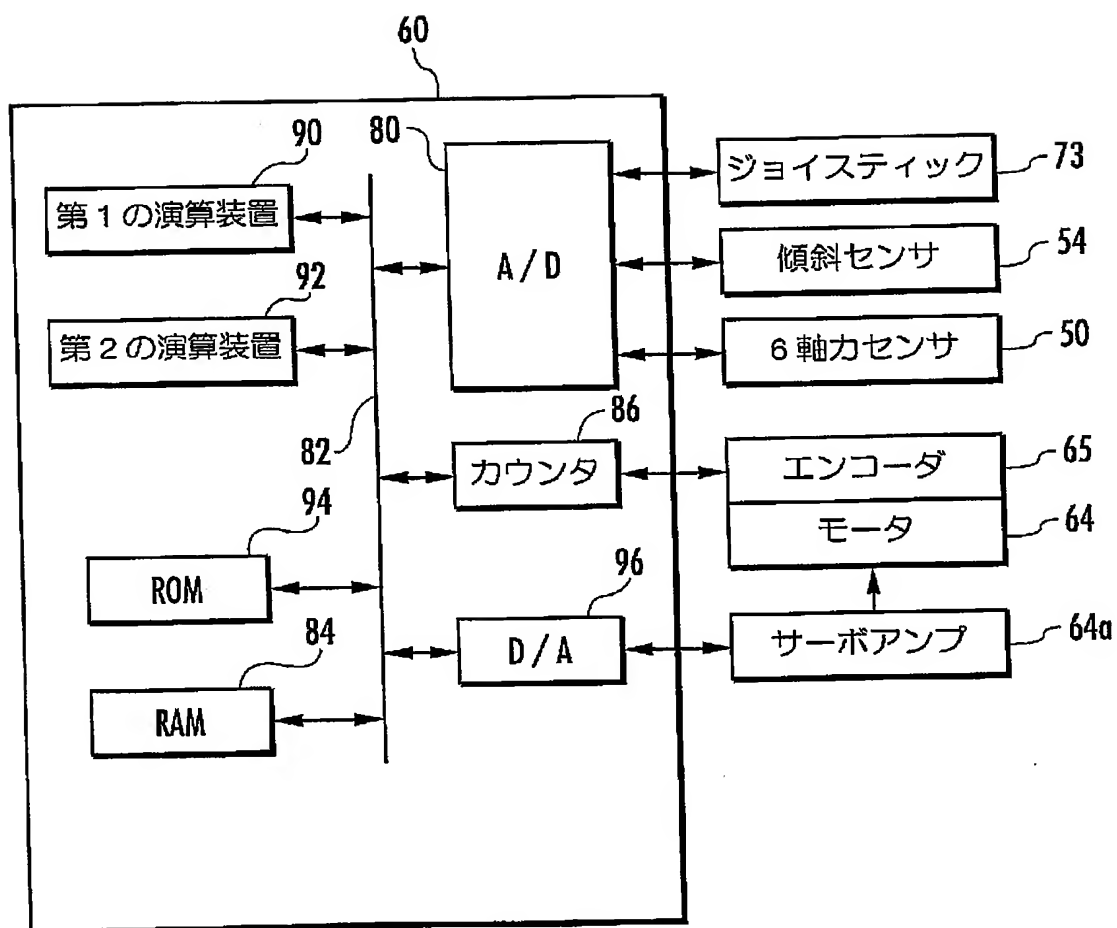 60
90
80
第1の演算装置
A/D
ジョイスティック
73
傾斜センサ
54
92
第2の演算装置
6軸力センサ
50
82
86
カウンタ
エンコーダ
65
モータ
64
94
ROM
96
D/A
サーボアンプ
64a
84
RAM